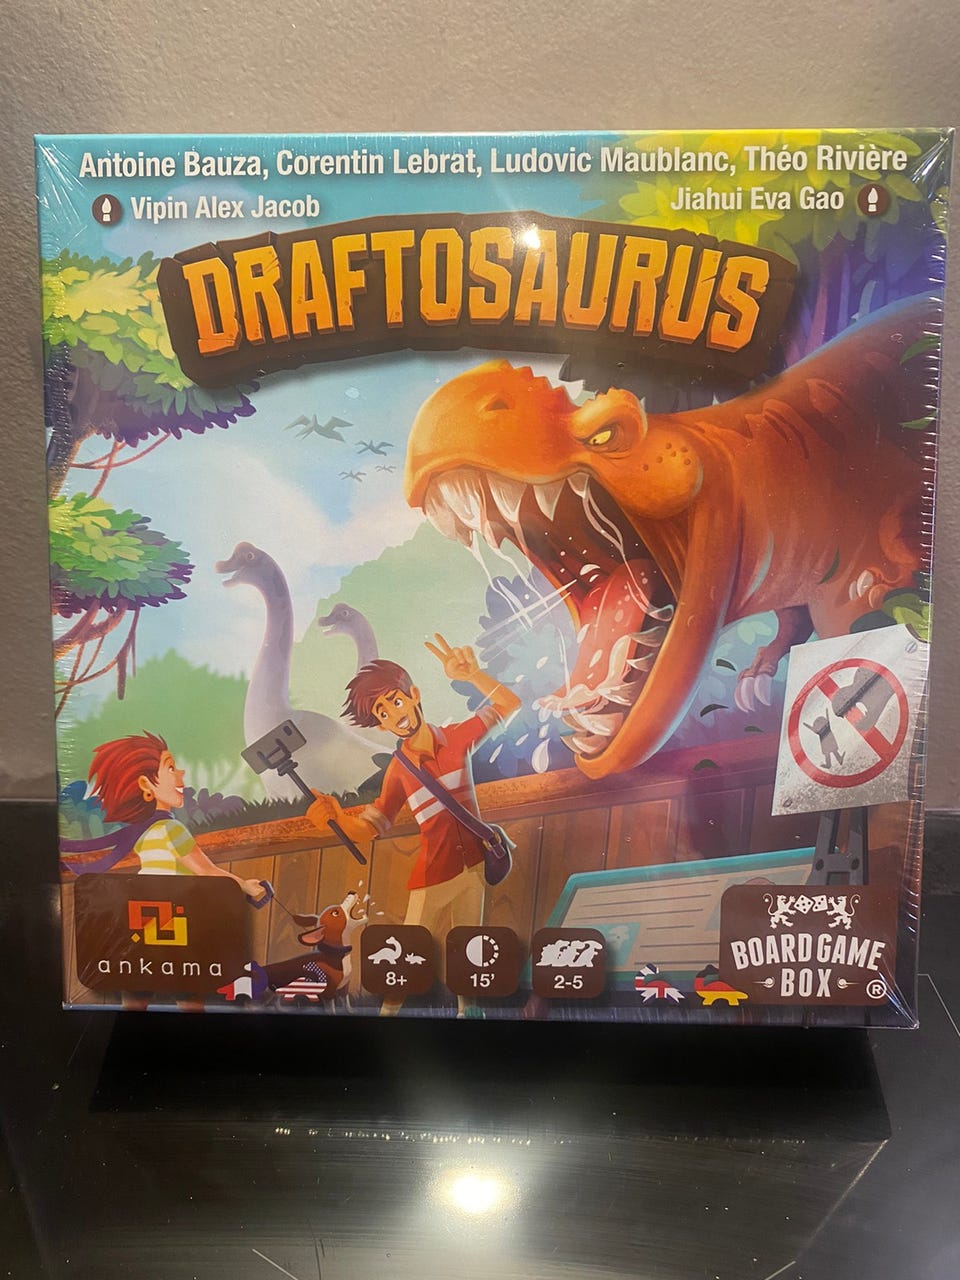 Antoine Bauza, Corentin Lebrat, Ludovic Maublanc, Théo Rivière
Vipin Alex Jacob
Jiahui Eva Gao
DRAFTOSAURUS
ankama
8+
15'
2-5
BOARD GAME
BOX
®